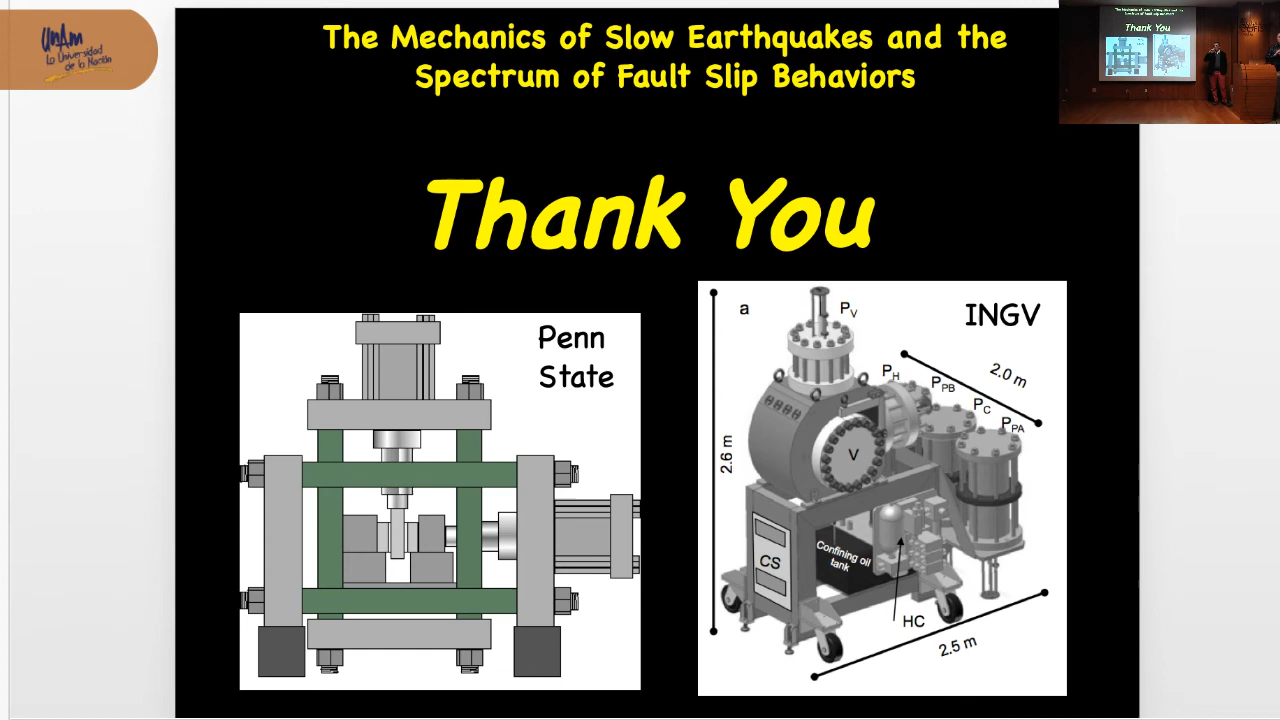 UNAM
La Universidad
de la Nación
The Mechanics of Slow Earthquakes and the
Spectrum of Fault Slip Behaviors
Thank You
Thank You
Penn
State
a
PV
INGV
PH
PPB
PC
PPA
2.0 m
2.6 m
V
CS
Confining oil
tank
HC
2.5 m